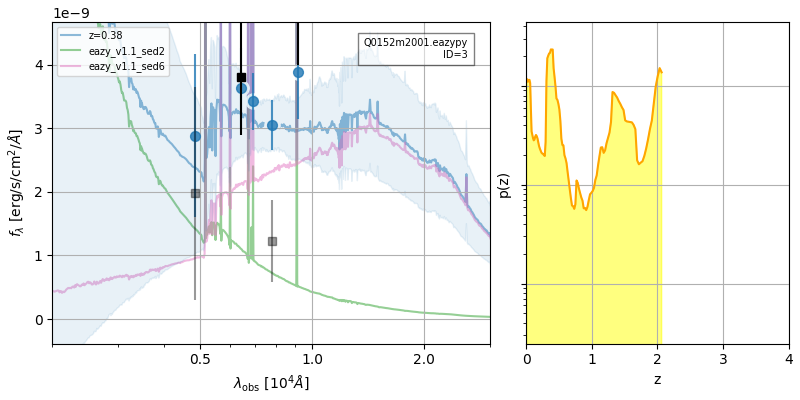 1e−9
z=0.38
eazy_v1.1_sed2
eazy_v1.1_sed6
Q0152m2001.eazypy
ID=3
4
3
2
1
0
f_λ [erg/s/cm²/Å]
0.5
1.0
2.0
λ_obs [10⁴Å]
p(z)
0
1
2
3
4
z